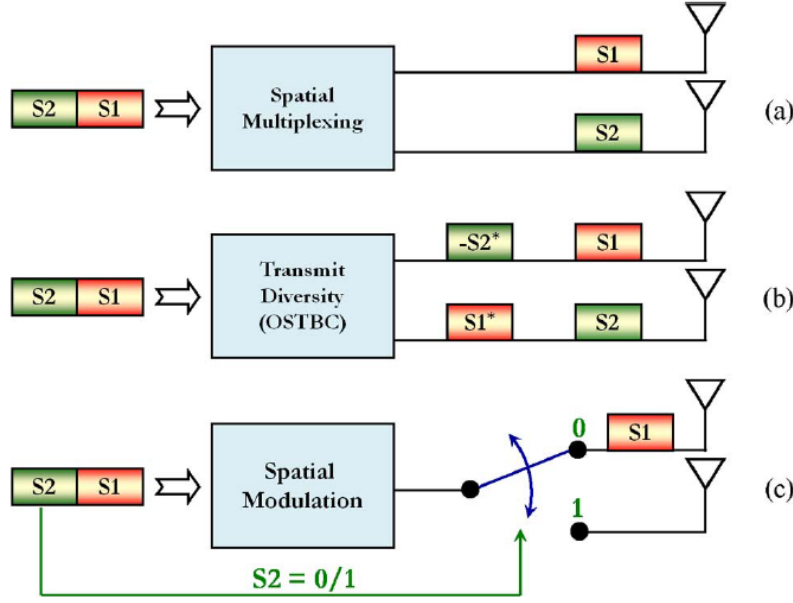 S2 S1
Spatial
Multiplexing
S1
S2
(a)
S2 S1
Transmit
Diversity
(OSTBC)
-S2* S1
S1* S2
(b)
S2 S1
Spatial
Modulation
0
S1
1
(c)
S2 = 0/1